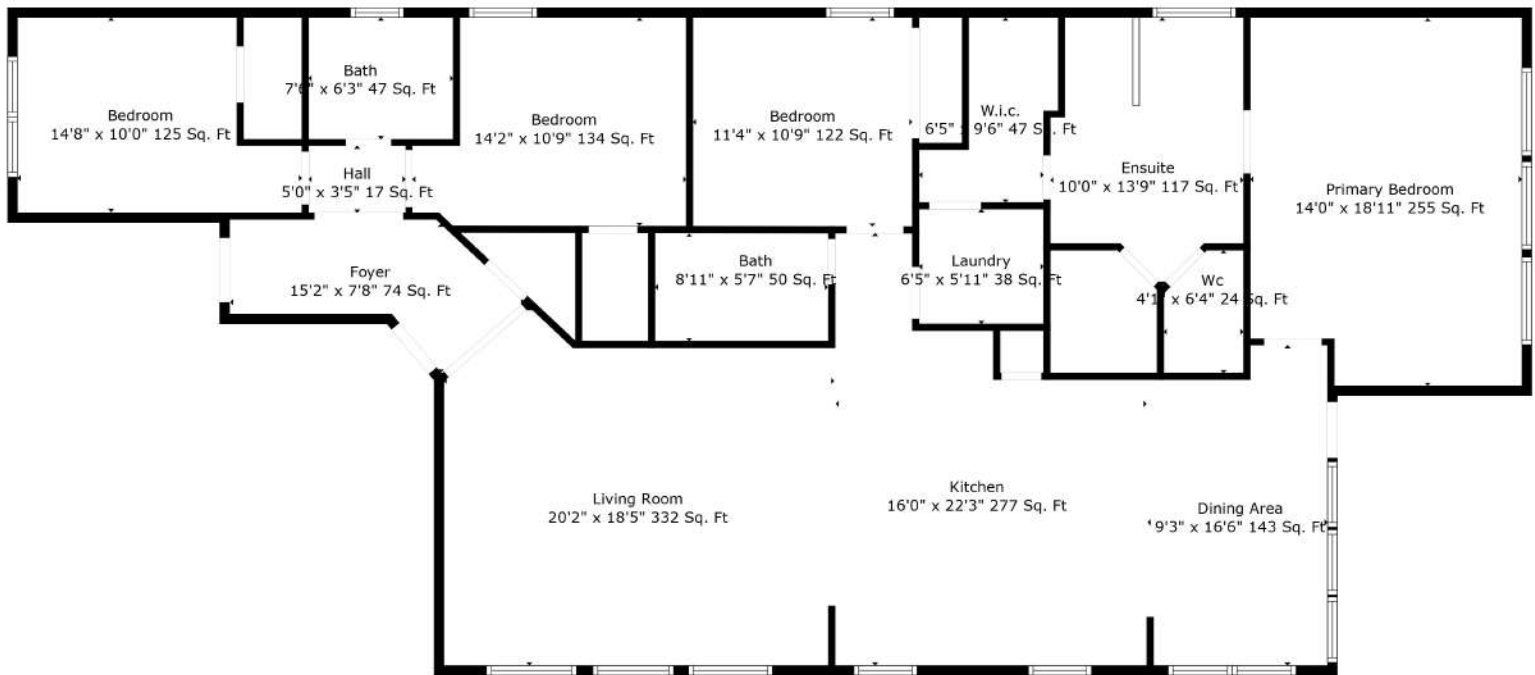 Bedroom
14'8" x 10'0" 125 Sq. Ft
Bath
7'6" x 6'3" 47 Sq. Ft
Hall
5'0" x 3'5" 17 Sq. Ft
Bedroom
14'2" x 10'9" 134 Sq. Ft
Bedroom
11'4" x 10'9" 122 Sq. Ft
W.i.c.
6'5" x 9'6" 47 Sq. Ft
Ensuite
10'0" x 13'9" 117 Sq. Ft
Primary Bedroom
14'0" x 18'11" 255 Sq. Ft
Foyer
15'2" x 7'8" 74 Sq. Ft
Bath
8'11" x 5'7" 50 Sq. Ft
Laundry
6'5" x 5'11" 38 Sq. Ft
Wc
x 6'4" 24 Sq. Ft
Living Room
20'2" x 18'5" 332 Sq. Ft
Kitchen
16'0" x 22'3" 277 Sq. Ft
Dining Area
9'3" x 16'6" 143 Sq. Ft